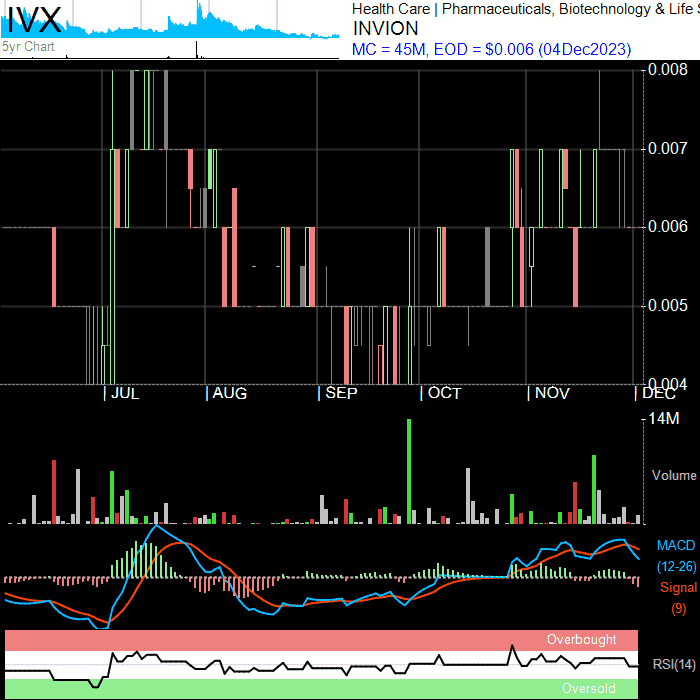 IVX
5yr Chart
Health Care | Pharmaceuticals, Biotechnology & Life S
INVION
MC = 45M, EOD = $0.006 (04Dec2023)
0.008
0.007
0.006
0.005
0.004
| JUL | AUG | SEP | OCT | NOV | DEC
14M
Volume
MACD
(12-26)
Signal
(9)
Overbought
RSI(14)
Oversold